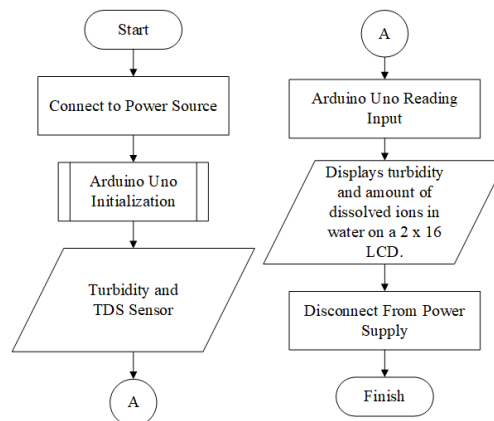 Start
Connect to Power Source
Arduino Uno
Initialization
Turbidity and
TDS Sensor
A
A
Arduino Uno Reading
Input
Displays turbidity
and amount of
dissolved ions in
water on a 2 x 16
LCD.
Disconnect From Power
Supply
Finish